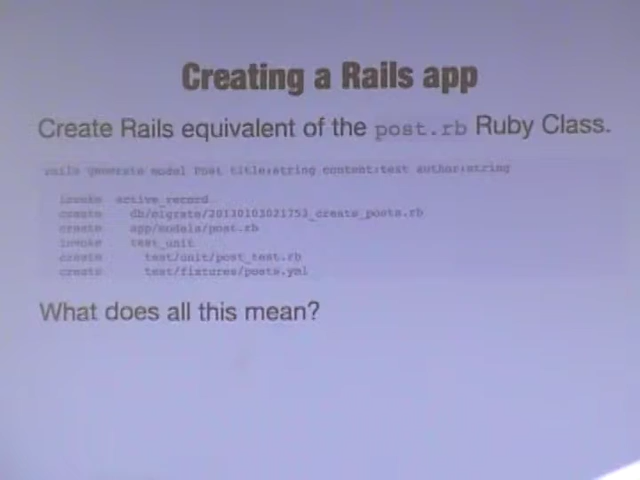 Creating a Rails app
Create Rails equivalent of the post.rb Ruby Class.
rails generate model Post title:string content:text author:string
invoke active_record
create db/migrate/20130103021753_create_posts.rb
create app/models/post.rb
invoke test_unit
create test/unit/post_test.rb
create test/fixtures/posts.yml
What does all this mean?